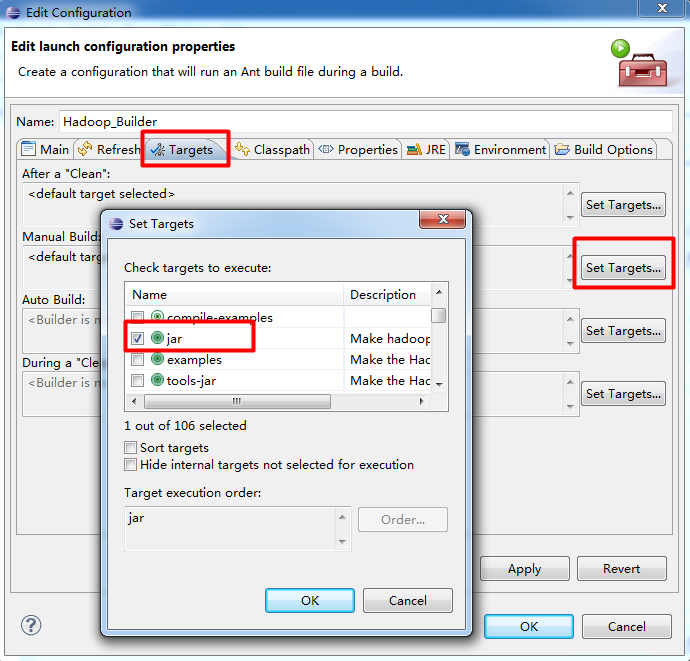 Edit Configuration
Edit launch configuration properties
Create a configuration that will run an Ant build file during a build.
Name: Hadoop_Builder
Main Refresh Targets Classpath Properties JRE Environment Build Options
After a "Clean":
<default target selected>
Set Targets...
Manual Build:
<default targ
Set Targets...
Auto Build:
<Builder is n
Set Targets...
During a "Cle
<Builder is n
Set Targets...
Set Targets
Check targets to execute:
Name Description
compile-examples
jar Make hadoop
examples Make the Had
tools-jar Make the Hac
1 out of 106 selected
Sort targets
Hide internal targets not selected for execution
Target execution order:
jar
Order...
OK Cancel
Apply Revert
OK Cancel